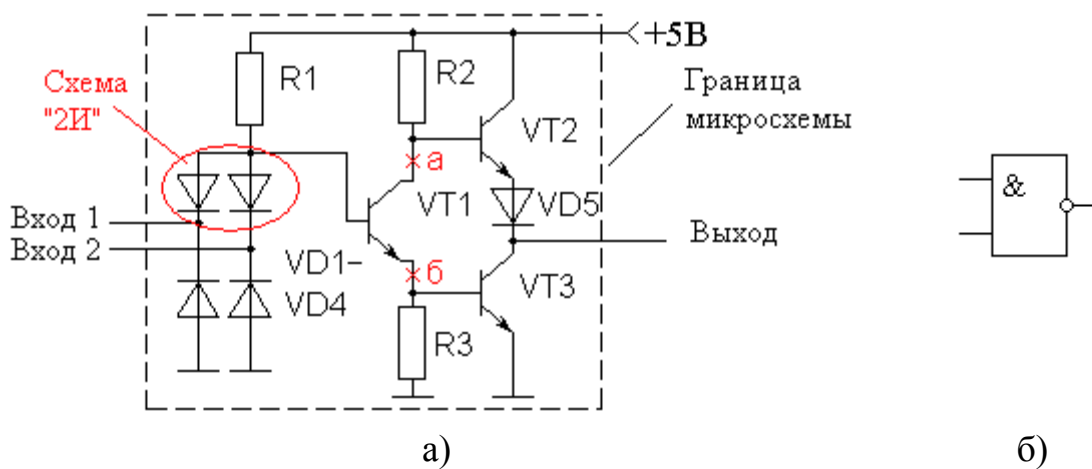 +5В
Схема
"2И"
R1
R2
Граница
микросхемы
VT2
а
VT1
VD5
&
Вход 1
Вход 2
Выход
VD1-
VD4
б
VT3
R3
а)
б)